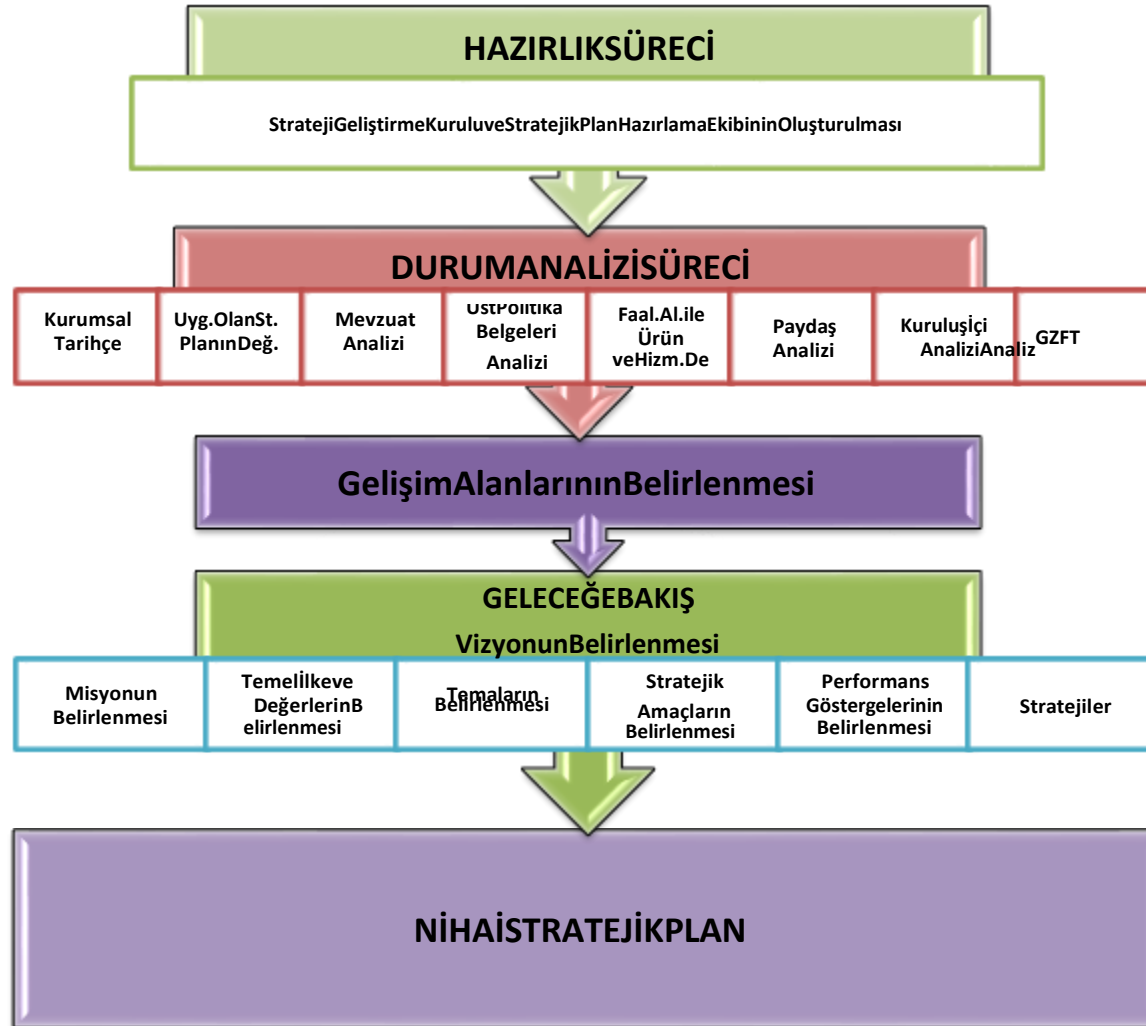 HAZIRLIKSÜRECİ
StratejiGeliştirmeKuruluveStratejikPlanHazırlamaEkibininOluşturulması
DURUMANALİZİSÜRECİ
Kurumsal
Tarihçe
Uyg.OlanSt.
PlanınDeğ.
Mevzuat
Analizi
ÜstPolitika
Belgeleri
Analizi
Faal.Al.ile
Ürün
veHizm.De
Paydaş
Analizi
Kuruluşİçi
AnaliziAnaliz
GZFT
GelişimAlanlarınınBelirlenmesi
GELECEĞEBAKIŞ
VizyonunBelirlenmesi
Misyonun
Belirlenmesi
Temelİlkeve
DeğerlerinB
elirlenmesi
Temaların
Belirlenmesi
Stratejik
Amaçların
Belirlenmesi
Performans
Göstergelerinin
Belirlenmesi
Stratejiler
NİHAİSTRATEJİKPLAN